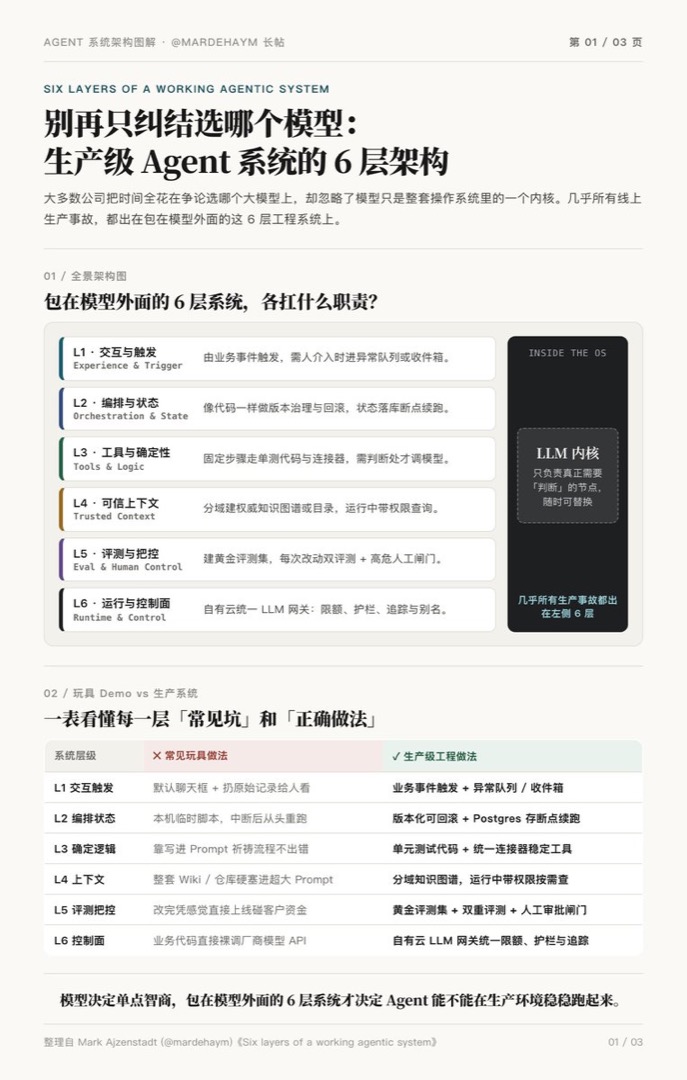 AGENT 系统架构图解 · @MARDEHAYM 长帖
第 01 / 03 页
SIX LAYERS OF A WORKING AGENTIC SYSTEM
别再只纠结选哪个模型：
生产级 Agent 系统的 6 层架构
大多数公司把时间全花在争论选哪个大模型上，却忽略了模型只是整套操作系统里的一个内核。几乎所有线上
生产事故，都出在包在模型外面的这 6 层工程系统上。
01 / 全景架构图
包在模型外面的 6 层系统，各扛什么职责？
L1 · 交互与触发
Experience & Trigger
由业务事件触发，需人介入时进异常队列或收件箱。
L2 · 编排与状态
Orchestration & State
像代码一样做版本治理与回滚，状态落库断点续跑。
L3 · 工具与确定性
Tools & Logic
固定步骤走单测代码与连接器，需判断处才调模型。
L4 · 可信上下文
Trusted Context
分域建权威知识图谱或目录，运行中带权限查询。
L5 · 评测与把控
Eval & Human Control
建黄金评测集，每次改动双评测 + 高危人工闸门。
L6 · 运行与控制面
Runtime & Control
自有云统一 LLM 网关：限额、护栏、追踪与别名。
INSIDE THE OS
LLM 内核
只负责真正需要
「判断」的节点，
随时可替换
几乎所有生产事故都出
在左侧 6 层
02 / 玩具 Demo vs 生产系统
一表看懂每一层「常见坑」和「正确做法」
系统层级
✕ 常见玩具做法
✓ 生产级工程做法
L1 交互触发
默认聊天框 + 扔原始记录给人看
业务事件触发 + 异常队列 / 收件箱
L2 编排状态
本机临时脚本，中断后从头重跑
版本化可回滚 + Postgres 存断点续跑
L3 确定逻辑
靠写进 Prompt 祈祷流程不出错
单元测试代码 + 统一连接器稳定工具
L4 上下文
整套 Wiki / 仓库硬塞进超大 Prompt
分域知识图谱，运行中带权限按需查
L5 评测把控
改完凭感觉直接上线碰客户资金
黄金评测集 + 双重评测 + 人工审批闸门
L6 控制面
业务代码直接裸调厂商模型 API
自有云 LLM 网关统一限额、护栏与追踪
模型决定单点智商，包在模型外面的 6 层系统才决定 Agent 能不能在生产环境稳稳跑起来。
整理自 Mark Ajzenstadt (@mardehaym)《Six layers of a working agentic system》
01 / 03